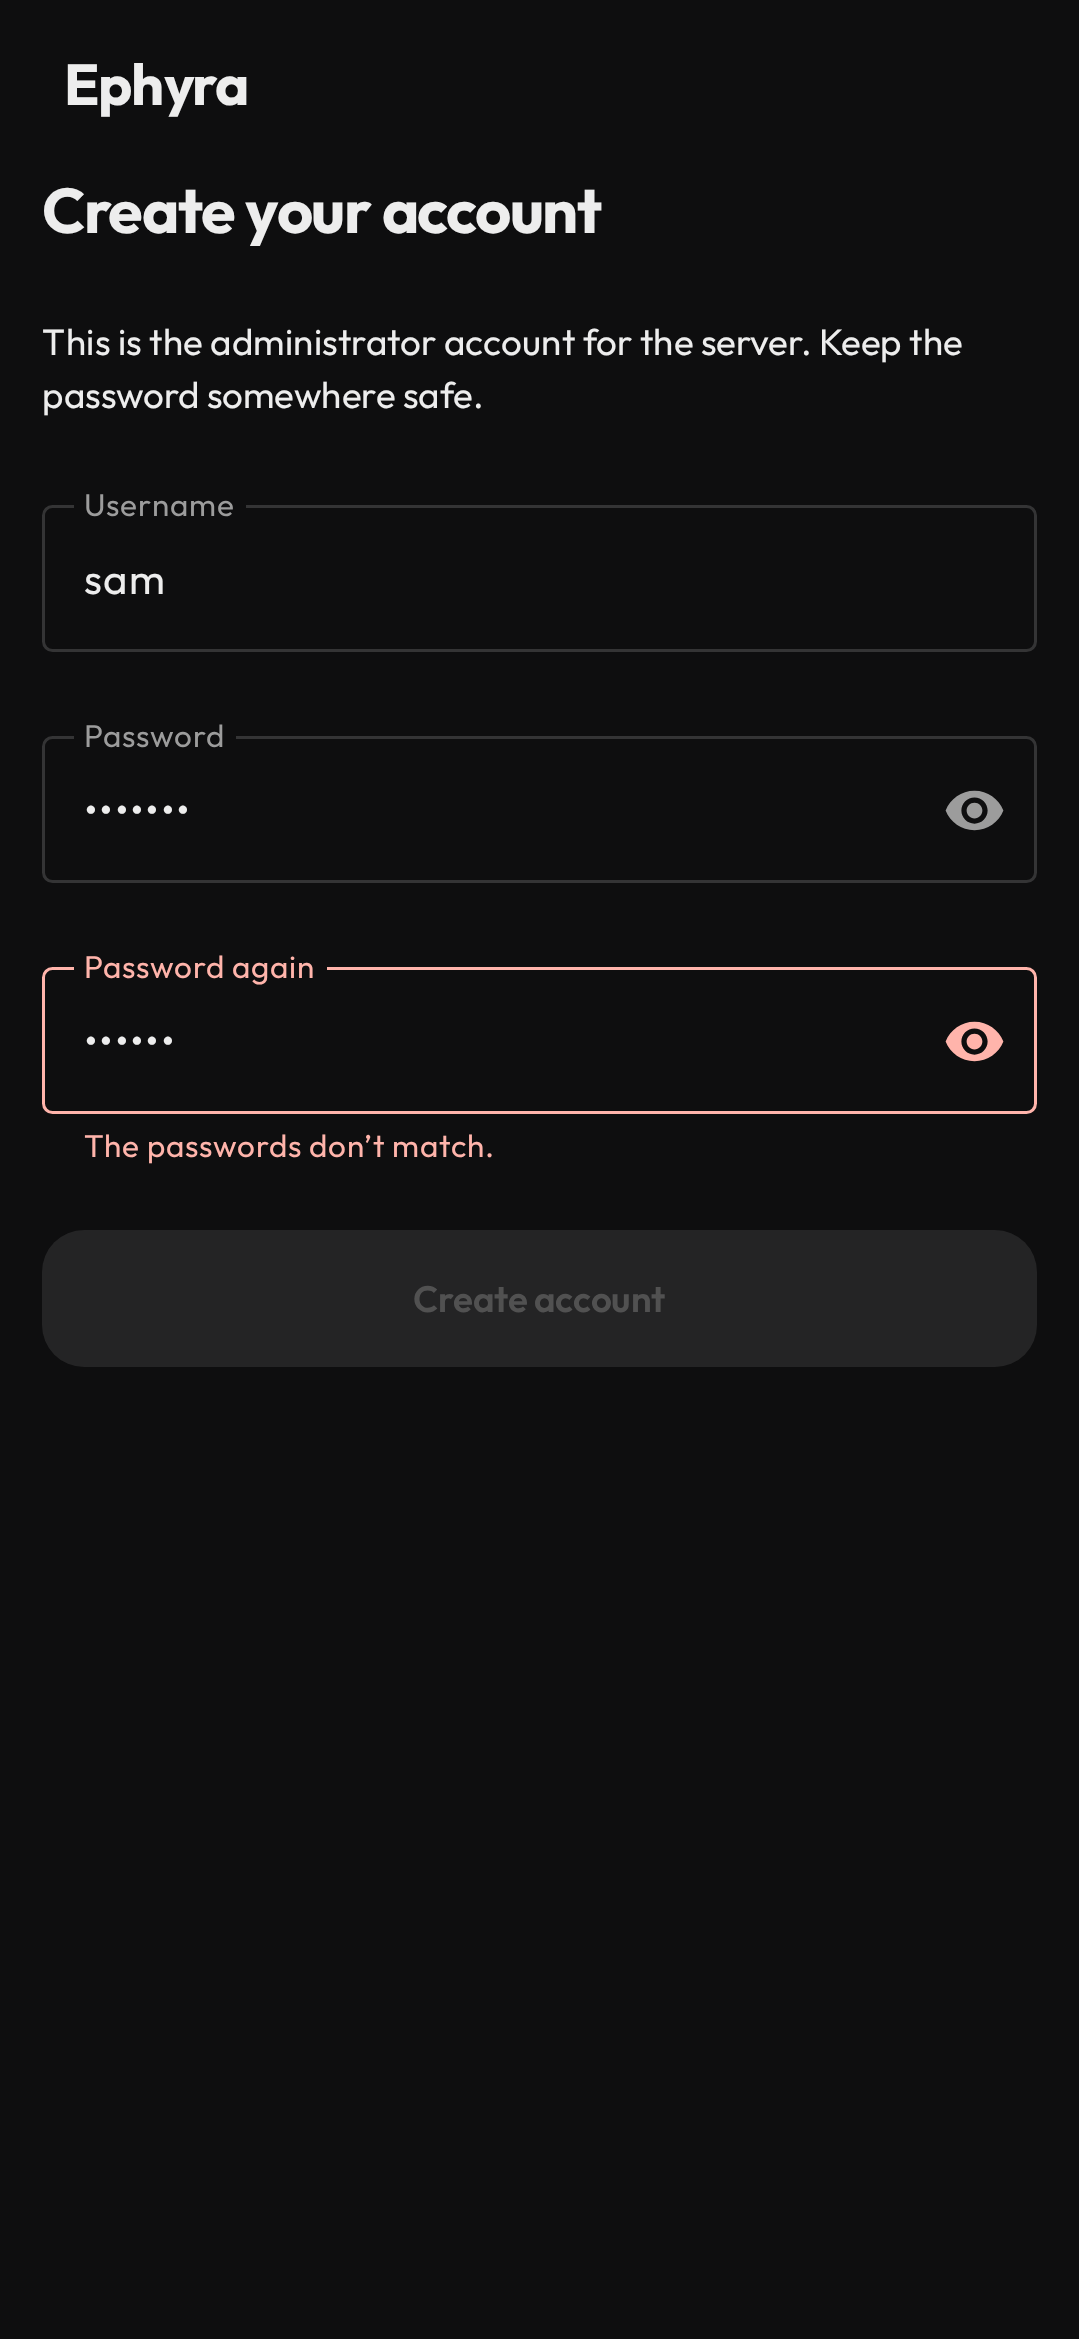 Ephyra
Create your account
This is the administrator account for the server. Keep the
password somewhere safe.
Username
sam
Password
•••••••
Password again
••••••
The passwords don’t match.
Create account